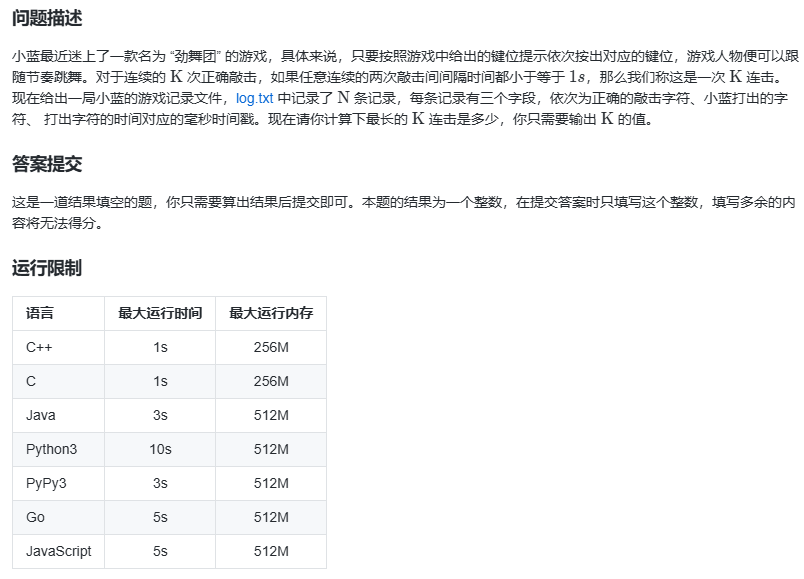 问题描述
小蓝最近迷上了一款名为 “劲舞团” 的游戏，具体来说，只要按照游戏中给出的键位提示依次按出对应的键位，游戏人物便可以跟
随节奏跳舞。对于连续的 K 次正确敲击，如果任意连续的两次敲击间间隔时间都小于等于 1s，那么我们称这是一次 K 连击。
现在给出一局小蓝的游戏记录文件，log.txt 中记录了 N 条记录，每条记录有三个字段，依次为正确的敲击字符、小蓝打出的字
符、 打出字符的时间对应的毫秒时间戳。现在请你计算下最长的 K 连击是多少，你只需要输出 K 的值。
答案提交
这是一道结果填空的题，你只需要算出结果后提交即可。本题的结果为一个整数，在提交答案时只填写这个整数，填写多余的内
容将无法得分。
运行限制
语言 最大运行时间 最大运行内存
C++ 1s 256M
C 1s 256M
Java 3s 512M
Python3 10s 512M
PyPy3 3s 512M
Go 5s 512M
JavaScript 5s 512M